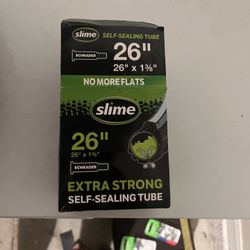 slime SELF-SEALING TUBE
SCHRADER 26"
26" x 1⅜"
NO MORE FLATS
slime
26"
26" x 1⅜"
SCHRADER
EXTRA STRONG
SELF-SEALING TUBE